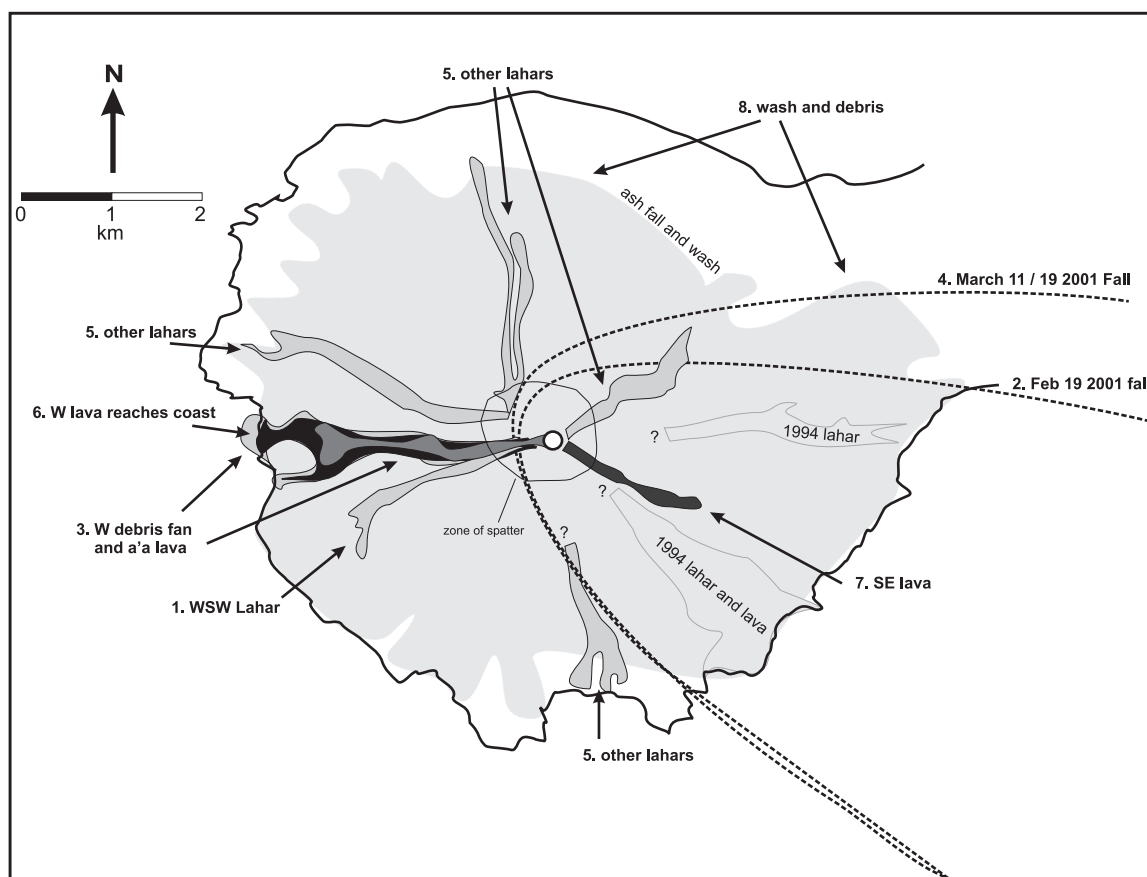 5. other lahars
N
8. wash and debris
0 1 2
km
ash fall and wash
4. March 11 / 19 2001 Fall
5. other lahars
2. Feb 19 2001 fall
6. W lava reaches coast
?
1994 lahar
?
zone of spatter
3. W debris fan
and a'a lava
?
1994 lahar and lava
7. SE lava
1. WSW Lahar
5. other lahars